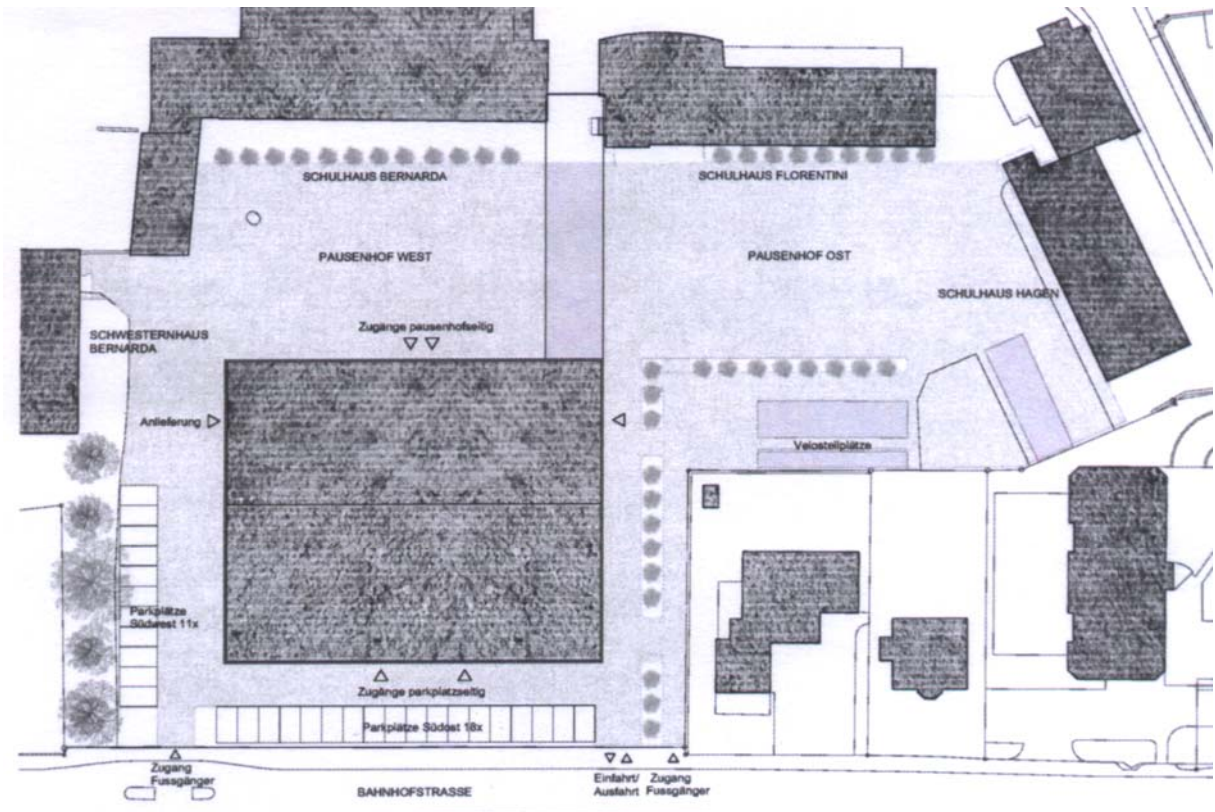 SCHULHAUS BERNARDA
SCHULHAUS FLORENTINI
PAUSENHOF WEST
PAUSENHOF OST
SCHULHAUS HAGEN
SCHWESTERNHAUS
BERNARDA
Zugänge pausenhofseitig
Anlieferung
Velostellplätze
Parkplätze
Südwest 11x
Zugänge parkplatzseitig
Parkplätze Südost 18x
Zugang
Fussgänger
Einfahrt/
Ausfahrt
Zugang
Fussgänger
BAHNHOFSTRASSE